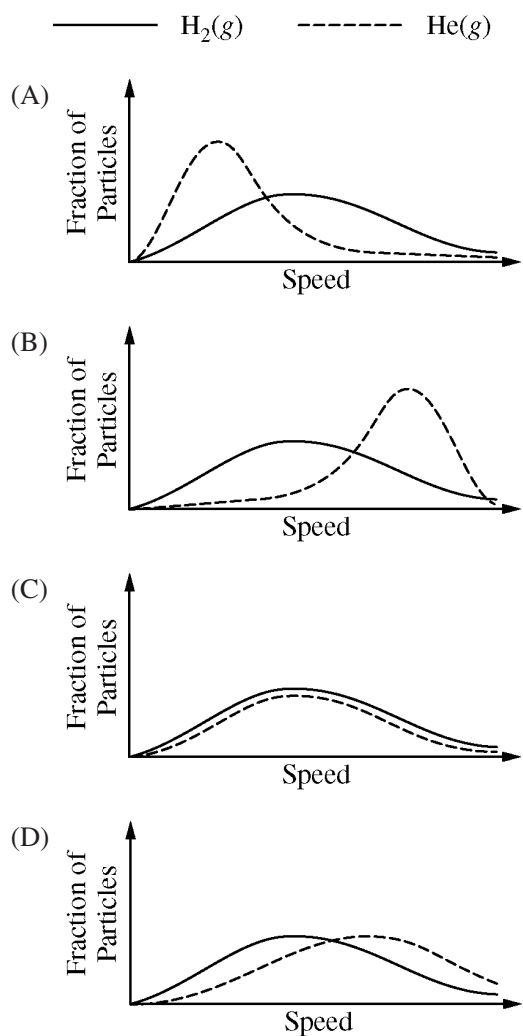 H₂(g) He(g)
(A)
Fraction of
Particles
Speed
(B)
Fraction of
Particles
Speed
(C)
Fraction of
Particles
Speed
(D)
Fraction of
Particles
Speed